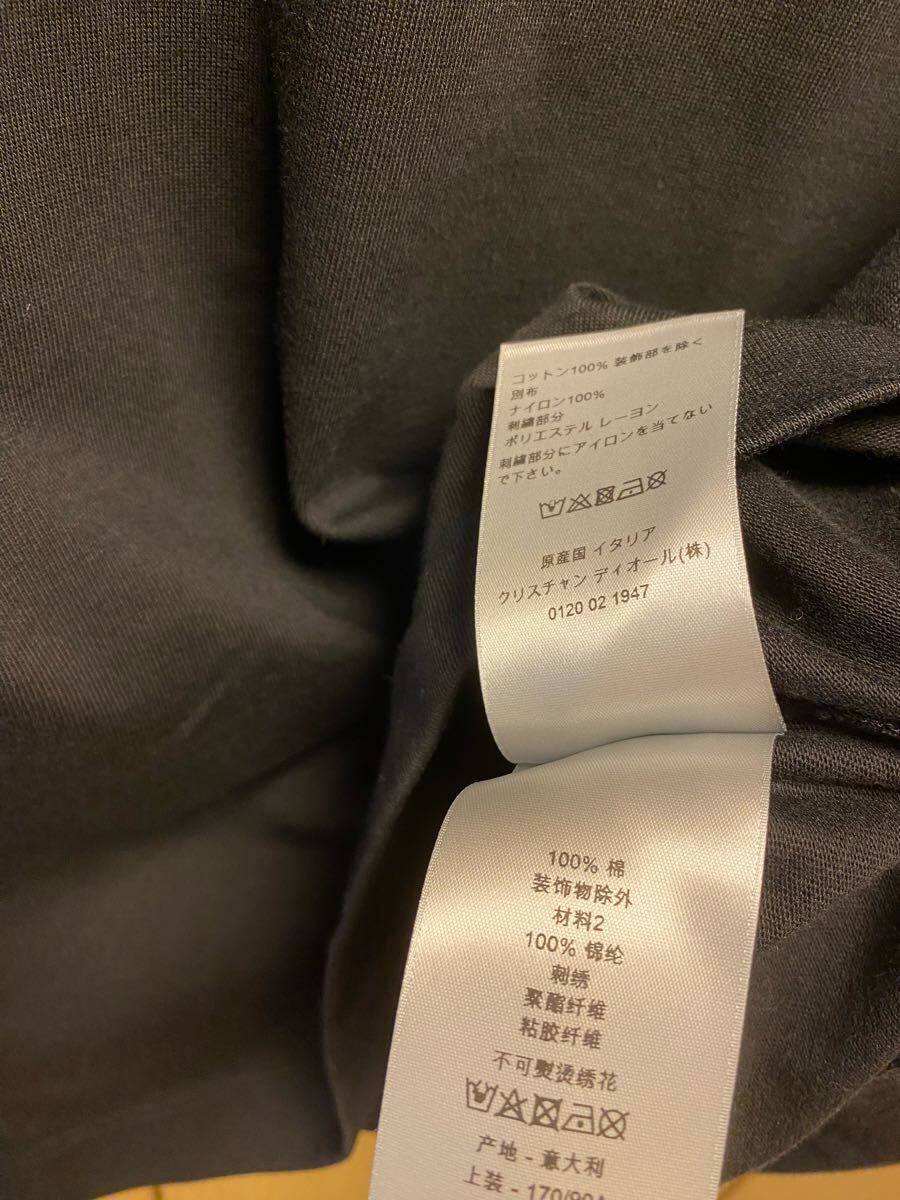 コットン100% 装飾部を除く
別布
ナイロン100%
刺繍部分
ポリエステル レーヨン
刺繍部分にアイロンを当てない
で下さい。
原産国 イタリア
クリスチャン ディオール(株)
0120 02 1947
100% 棉
装饰物除外
材料2
100% 锦纶
刺绣
聚酯纤维
粘胶纤维
不可熨烫绣花
产地 - 意大利
上装 - 170/90A